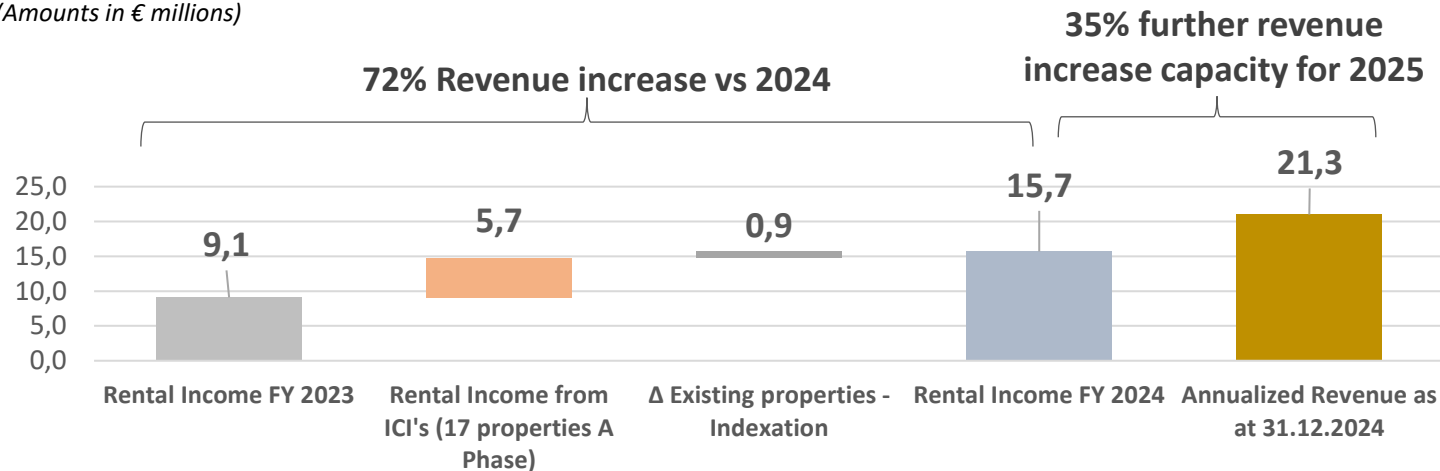 (Amounts in € millions)
35% further revenue
increase capacity for 2025
72% Revenue increase vs 2024
21,3
15,7
25,0
20,0
15,0
10,0
5,0
0,0
9,1
5,7
0,9
Rental Income FY 2023
Rental Income from
ICI's (17 properties A
Phase)
Δ Existing properties -
Indexation
Rental Income FY 2024
Annualized Revenue as
at 31.12.2024